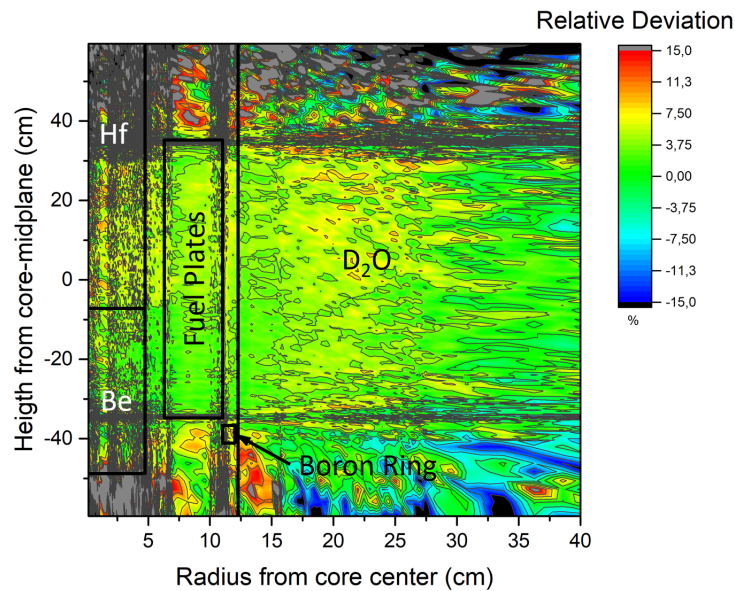 Relative Deviation
15,0
11,3
7,50
3,75
0,00
-3,75
-7,50
-11,3
-15,0
%
Heigth from core-midplane (cm)
40
20
0
-20
-40
Hf
Be
Fuel Plates
D₂O
Boron Ring
5
10
15
20
25
30
35
40
Radius from core center (cm)